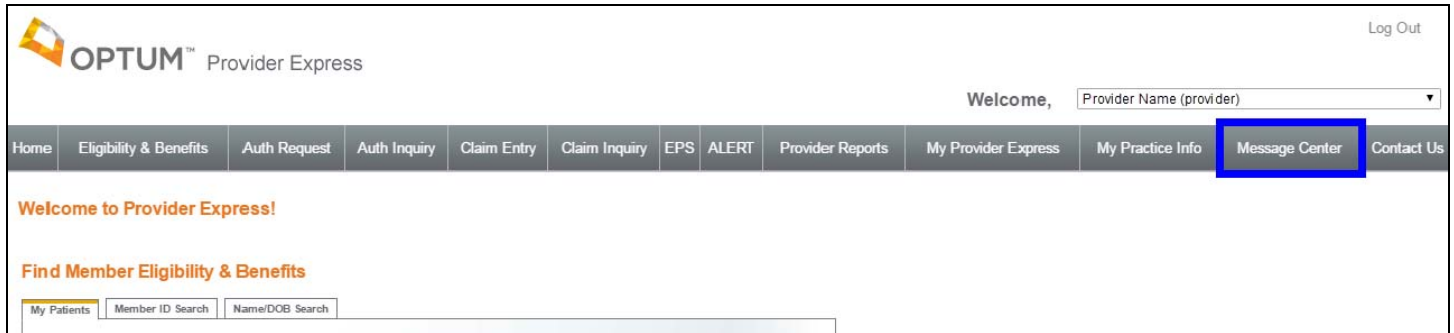 Log Out
OPTUM™ Provider Express
Welcome, Provider Name (provider)
Home Eligibility & Benefits Auth Request Auth Inquiry Claim Entry Claim Inquiry EPS ALERT Provider Reports My Provider Express My Practice Info Message Center Contact Us
Welcome to Provider Express!
Find Member Eligibility & Benefits
My Patients Member ID Search Name/DOB Search